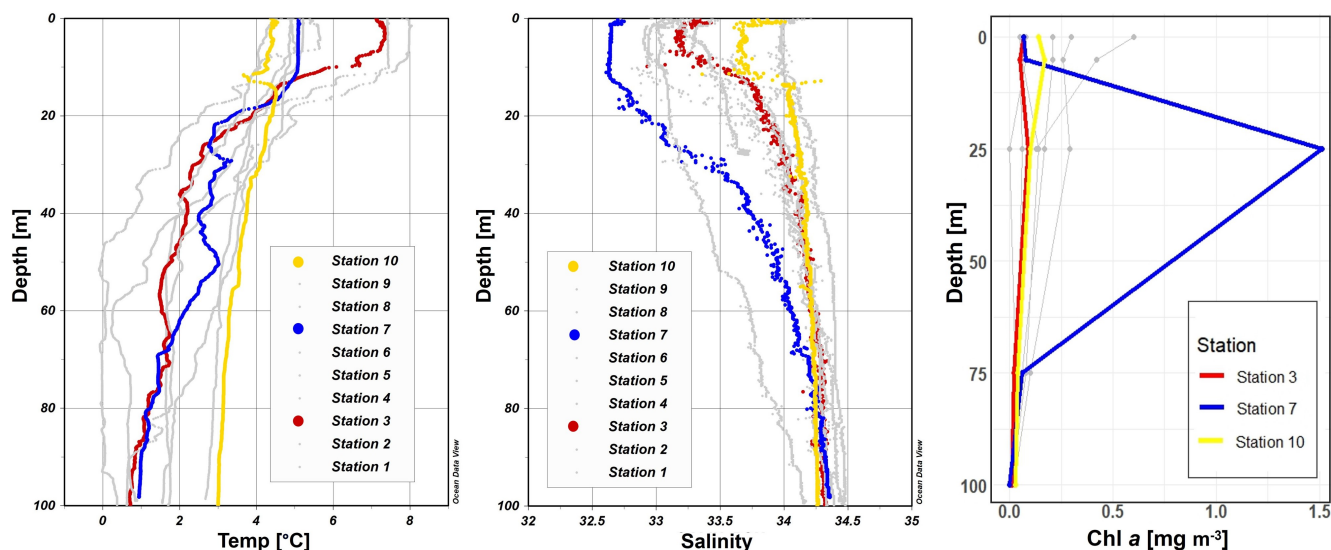 0
20
40
60
80
100
Depth [m]
0
2
4
6
8
Temp [°C]
Station 10
Station 9
Station 8
Station 7
Station 6
Station 5
Station 4
Station 3
Station 2
Station 1
Ocean Data View
0
20
40
60
80
100
Depth [m]
32
32.5
33
33.5
34
34.5
35
Salinity
Station 10
Station 9
Station 8
Station 7
Station 6
Station 5
Station 4
Station 3
Station 2
Station 1
Ocean Data View
0
25
50
75
100
Depth [m]
0.0
0.5
1.0
1.5
Chl a [mg m-3]
Station
Station 3
Station 7
Station 10